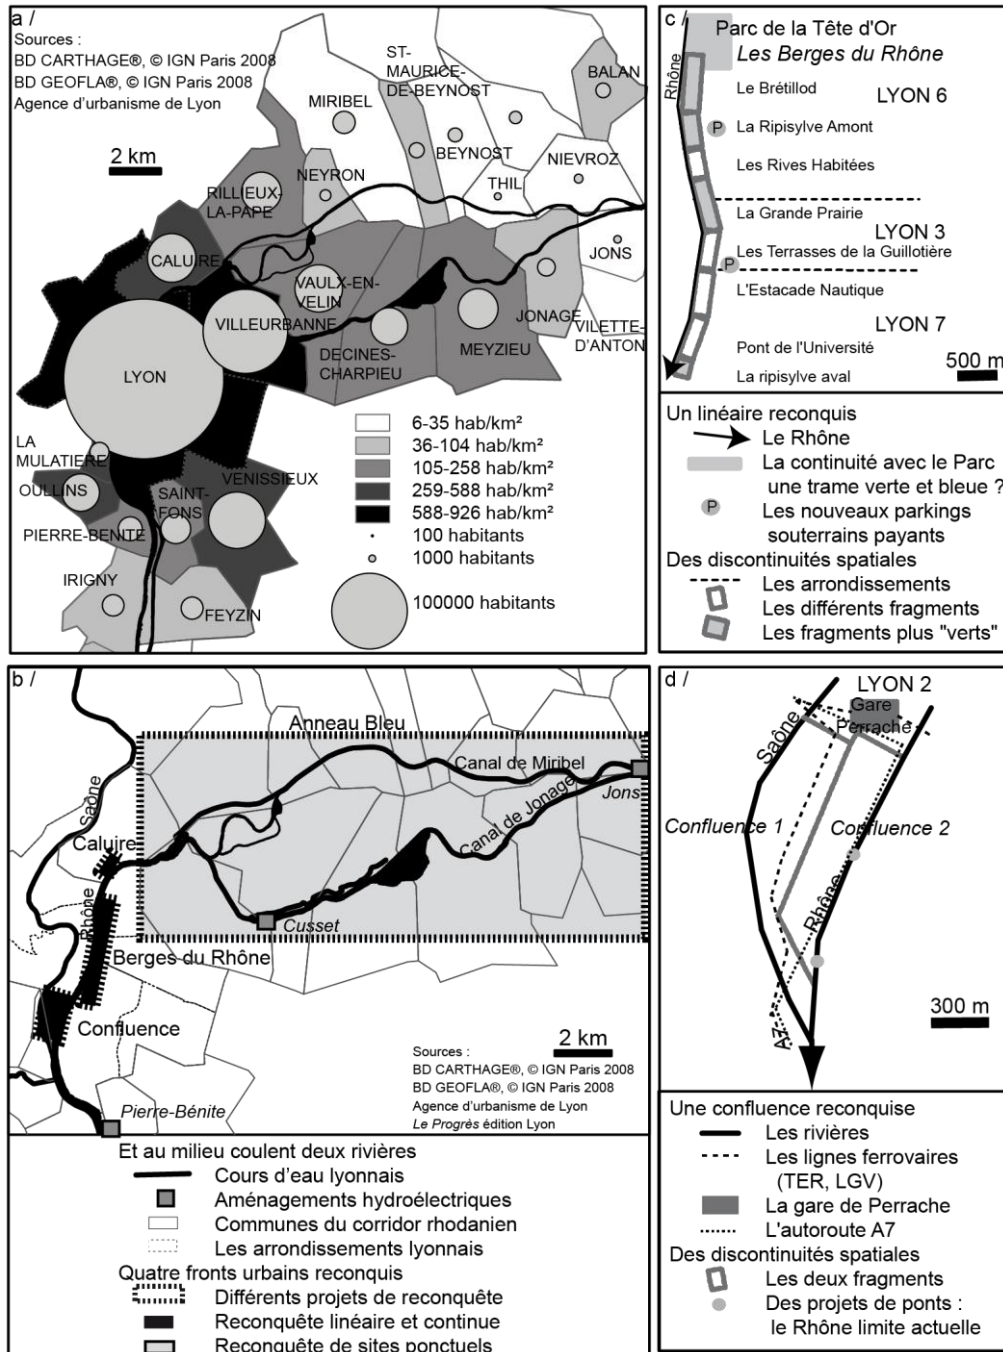 a /
Sources :
BD CARTHAGE®, © IGN Paris 2008
BD GEOFLA®, © IGN Paris 2008
Agence d'urbanisme de Lyon
2 km
ST-
MAURICE-
DE-BEYNOST
BALAN
MIRIBEL
BEYNOST
NIEVROZ
NEYRON
THIL
RILLIEUX-
LA-PAPE
CALUIRE
JONS
VAULX-EN-
VELIN
VILLEURBANNE
JONAGE
VILETTE-
D'ANTON
DECINES-
CHARPIEU
MEYZIEU
LYON
LA
MULATIERE
OULLINS
SAINT-
FONS
VENISSIEUX
PIERRE-BENITE
IRIGNY
FEYZIN
6-35 hab/km²
36-104 hab/km²
105-258 hab/km²
259-588 hab/km²
588-926 hab/km²
100 habitants
1000 habitants
100000 habitants
b /
Anneau Bleu
Canal de Miribel
Jons
Canal de Jonage
Saône
Caluire
Rhône
Cusset
Berges du Rhône
Confluence
2 km
Sources :
BD CARTHAGE®, © IGN Paris 2008
BD GEOFLA®, © IGN Paris 2008
Agence d'urbanisme de Lyon
Le Progrès édition Lyon
Pierre-Bénite
Et au milieu coulent deux rivières
Cours d'eau lyonnais
Aménagements hydroélectriques
Communes du corridor rhodanien
Les arrondissements lyonnais
Quatre fronts urbains reconquis
Différents projets de reconquête
Reconquête linéaire et continue
Reconquête de sites ponctuels
c /
Parc de la Tête d'Or
Les Berges du Rhône
Rhône
Le Brétillod
LYON 6
P
La Ripisylve Amont
Les Rives Habitées
La Grande Prairie
LYON 3
Les Terrasses de la Guillotière
P
L'Estacade Nautique
LYON 7
Pont de l'Université
La ripisylve aval
500 m
Un linéaire reconquis
Le Rhône
La continuité avec le Parc
une trame verte et bleue ?
P
Les nouveaux parkings
souterrains payants
Des discontinuités spatiales
Les arrondissements
Les différents fragments
Les fragments plus "verts"
d /
LYON 2
Gare
Perrache
Saône
Confluence 1
Confluence 2
Rhône
A7
300 m
Une confluence reconquise
Les rivières
Les lignes ferrovaires
(TER, LGV)
La gare de Perrache
L'autoroute A7
Des discontinuités spatiales
Les deux fragments
Des projets de ponts :
le Rhône limite actuelle